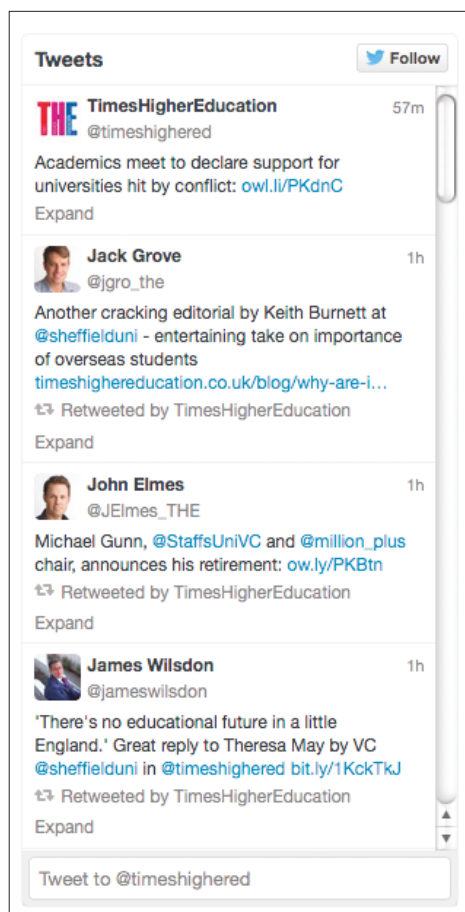 Tweets
Follow
THE
TimesHigherEducation
57m
@timeshighered
Academics meet to declare support for
universities hit by conflict: owl.li/PKdnC
Expand
Jack Grove
1h
@jgro_the
Another cracking editorial by Keith Burnett at
@sheffielduni - entertaining take on importance
of overseas students
timeshighereducation.co.uk/blog/why-are-i…
Retweeted by TimesHigherEducation
Expand
John Elmes
1h
@JElmes_THE
Michael Gunn, @StaffsUniVC and @million_plus
chair, announces his retirement: ow.ly/PKBtn
Retweeted by TimesHigherEducation
Expand
James Wilsdon
1h
@jameswilsdon
'There's no educational future in a little
England.' Great reply to Theresa May by VC
@sheffielduni in @timeshighered bit.ly/1KckTkJ
Retweeted by TimesHigherEducation
Expand
Tweet to @timeshighered